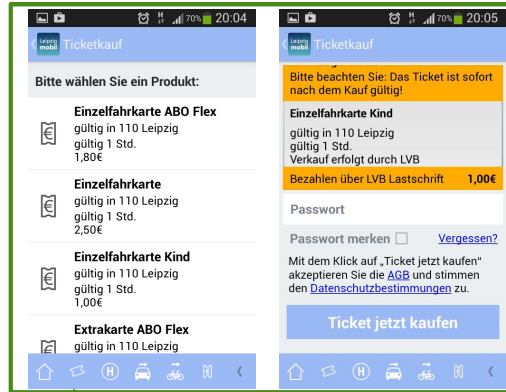 70% 20:04
Leipzig
mobil
Ticketkauf
Bitte wählen Sie ein Produkt:
Einzelfahrkarte ABO Flex
gültig in 110 Leipzig
gültig 1 Std.
1,80€
Einzelfahrkarte
gültig in 110 Leipzig
gültig 1 Std.
2,50€
Einzelfahrkarte Kind
gültig in 110 Leipzig
gültig 1 Std.
1,00€
Extrakarte ABO Flex
gültig in 110 Leipzig
H
H 70% 20:05
Leipzig
mobil
Ticketkauf
Bitte beachten Sie: Das Ticket ist sofort
nach dem Kauf gültig!
Einzelfahrkarte Kind
gültig in 110 Leipzig
gültig 1 Std.
Verkauf erfolgt durch LVB
Bezahlen über LVB Lastschrift 1,00€
Passwort
Passwort merken Vergessen?
Mit dem Klick auf „Ticket jetzt kaufen“
akzeptieren Sie die AGB und stimmen
den Datenschutzbestimmungen zu.
Ticket jetzt kaufen
H